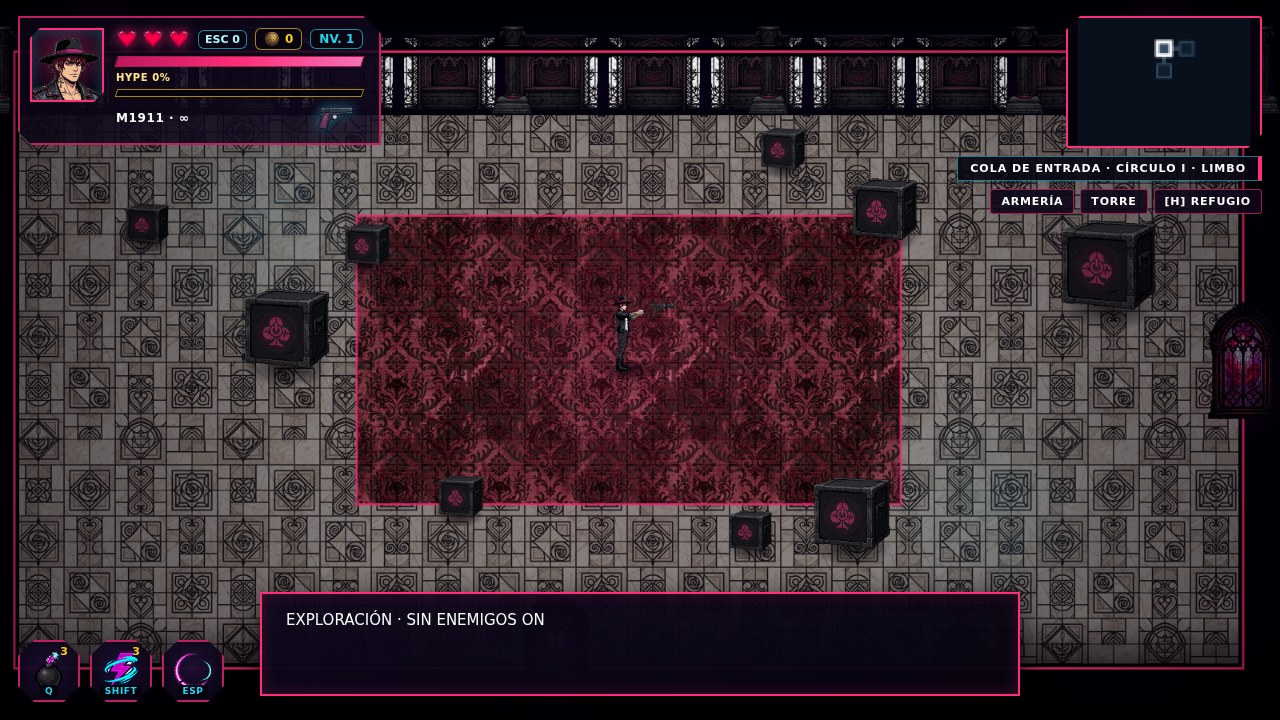 ESC 0
0
NV. 1
HYPE 0%
M1911 · ∞
COLA DE ENTRADA · CÍRCULO I · LIMBO
ARMERÍA
TORRE
[H] REFUGIO
EXPLORACIÓN · SIN ENEMIGOS ON
3
Q
3
SHIFT
ESP